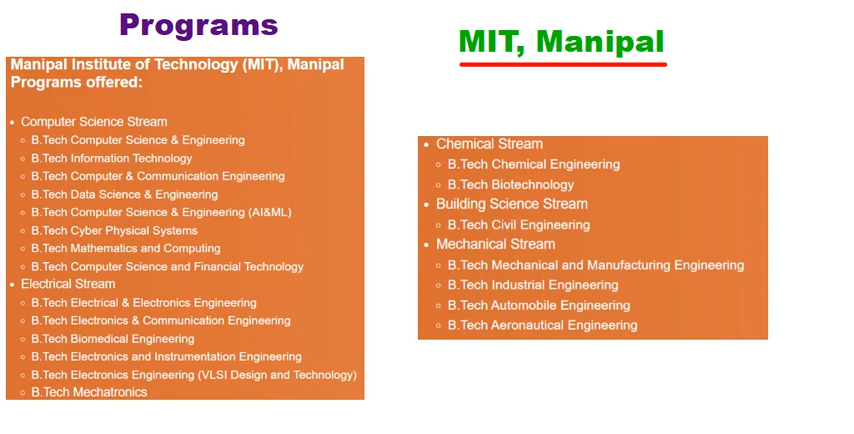 Programs
Manipal Institute of Technology (MIT), Manipal
Programs offered:
• Computer Science Stream
○ B.Tech Computer Science & Engineering
○ B.Tech Information Technology
○ B.Tech Computer & Communication Engineering
○ B.Tech Data Science & Engineering
○ B.Tech Computer Science & Engineering (AI&ML)
○ B.Tech Cyber Physical Systems
○ B.Tech Mathematics and Computing
○ B.Tech Computer Science and Financial Technology
• Electrical Stream
○ B.Tech Electrical & Electronics Engineering
○ B.Tech Electronics & Communication Engineering
○ B.Tech Biomedical Engineering
○ B.Tech Electronics and Instrumentation Engineering
○ B.Tech Electronics Engineering (VLSI Design and Technology)
○ B.Tech Mechatronics
MIT, Manipal
• Chemical Stream
○ B.Tech Chemical Engineering
○ B.Tech Biotechnology
• Building Science Stream
○ B.Tech Civil Engineering
• Mechanical Stream
○ B.Tech Mechanical and Manufacturing Engineering
○ B.Tech Industrial Engineering
○ B.Tech Automobile Engineering
○ B.Tech Aeronautical Engineering